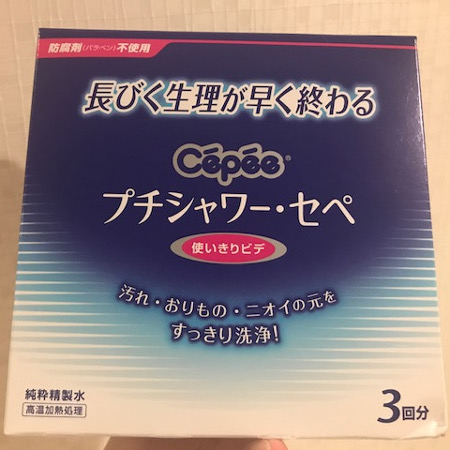 防腐剤(パラベン)不使用
長びく生理が早く終わる
Cépée®
プチシャワー・セペ
使いきりビデ
汚れ・おりもの・ニオイの元を
すっきり洗浄!
純粋精製水
高温加熱処理
3回分